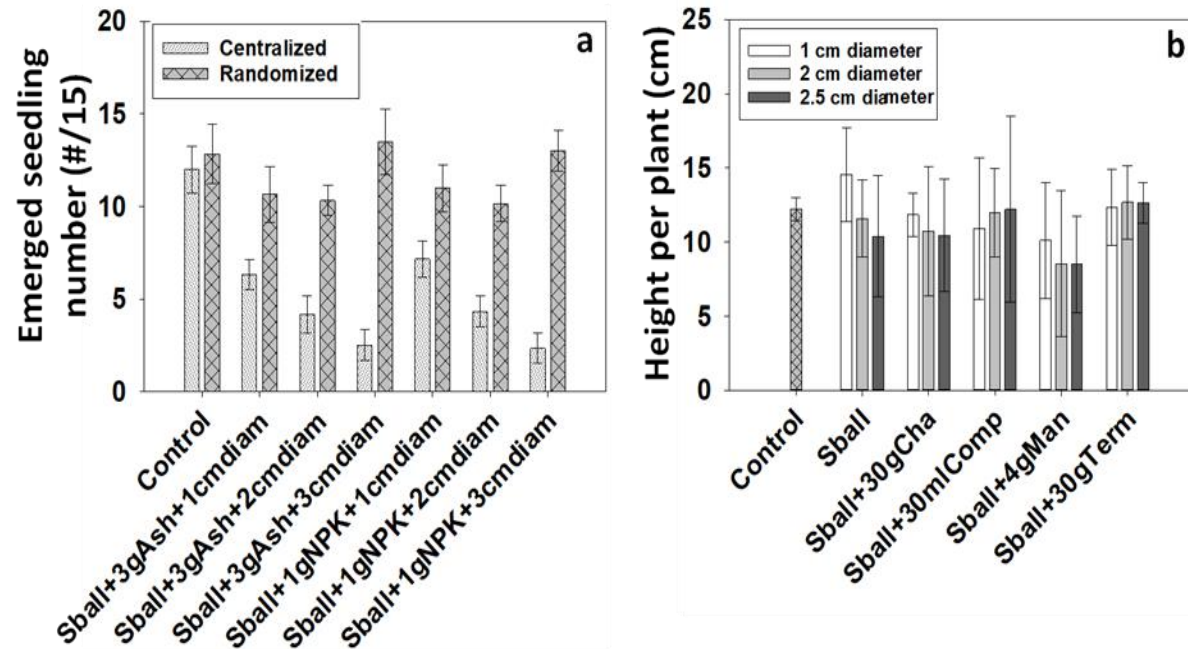 Emerged seedling
number (#/15)
20
15
10
5
0
Centralized
Randomized
a
Control
Sball+3gAsh+1cmdiam
Sball+3gAsh+2cmdiam
Sball+3gAsh+3cmdiam
Sball+1gNPK+1cmdiam
Sball+1gNPK+2cmdiam
Sball+1gNPK+3cmdiam
Height per plant (cm)
25
20
15
10
5
0
1 cm diameter
2 cm diameter
2.5 cm diameter
b
Control
Sball
Sball+30gCha
Sball+30mlComp
Sball+4gMan
Sball+30gTerm